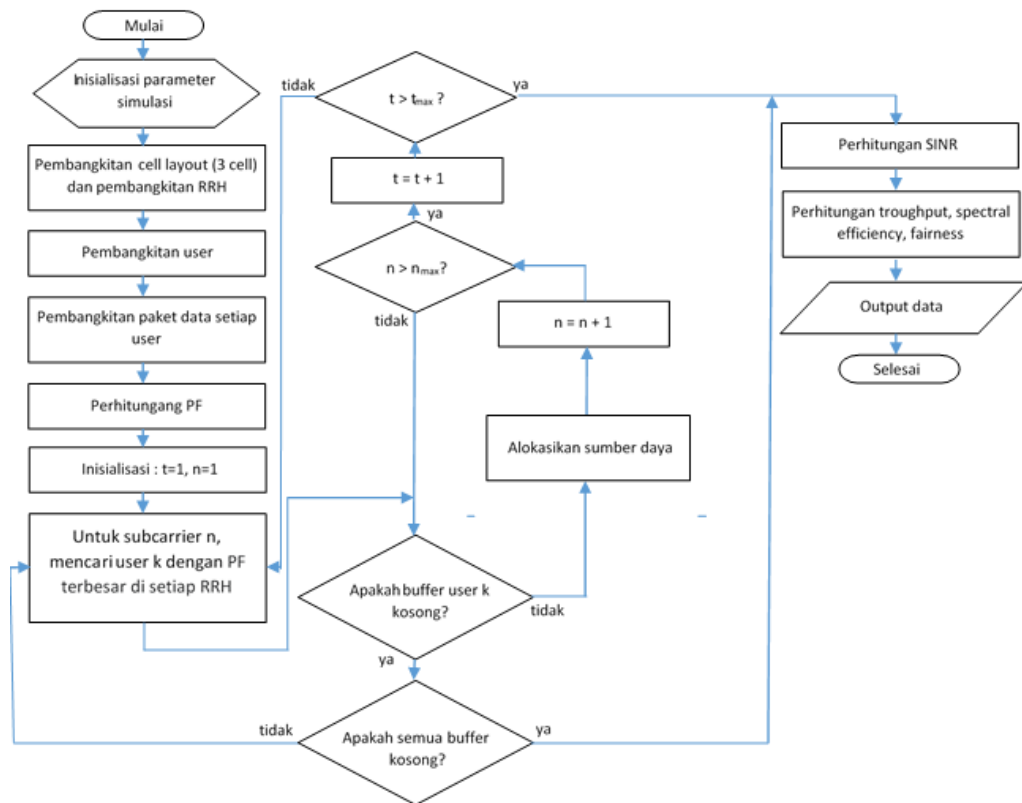 Mulai
Inisialisasi parameter
simulasi
Pembangkitan cell layout (3 cell)
dan pembangkitan RRH
Pembangkitan user
Pembangkitan paket data setiap
user
Perhitungang PF
Inisialisasi : t=1, n=1
Untuk subcarrier n,
mencari user k dengan PF
terbesar di setiap RRH
tidak
t > tmax ?
ya
t = t + 1
ya
n > nmax?
tidak
n = n + 1
Alokasikan sumber daya
Apakah buffer user k
kosong?
tidak
ya
tidak
Apakah semua buffer
kosong?
ya
Perhitungan SINR
Perhitungan troughput, spectral
efficiency, fairness
Output data
Selesai